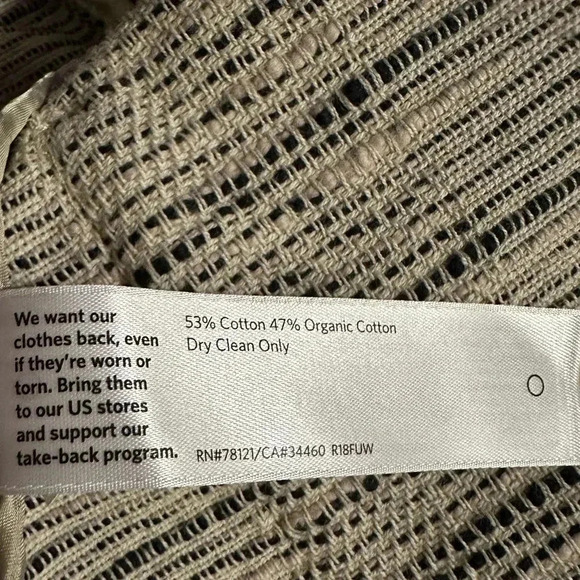 We want our
clothes back, even
if they're worn or
torn. Bring them
to our US stores
and support our
take-back program.
53% Cotton 47% Organic Cotton
Dry Clean Only
RN#78121/CA#34460 R18FUW